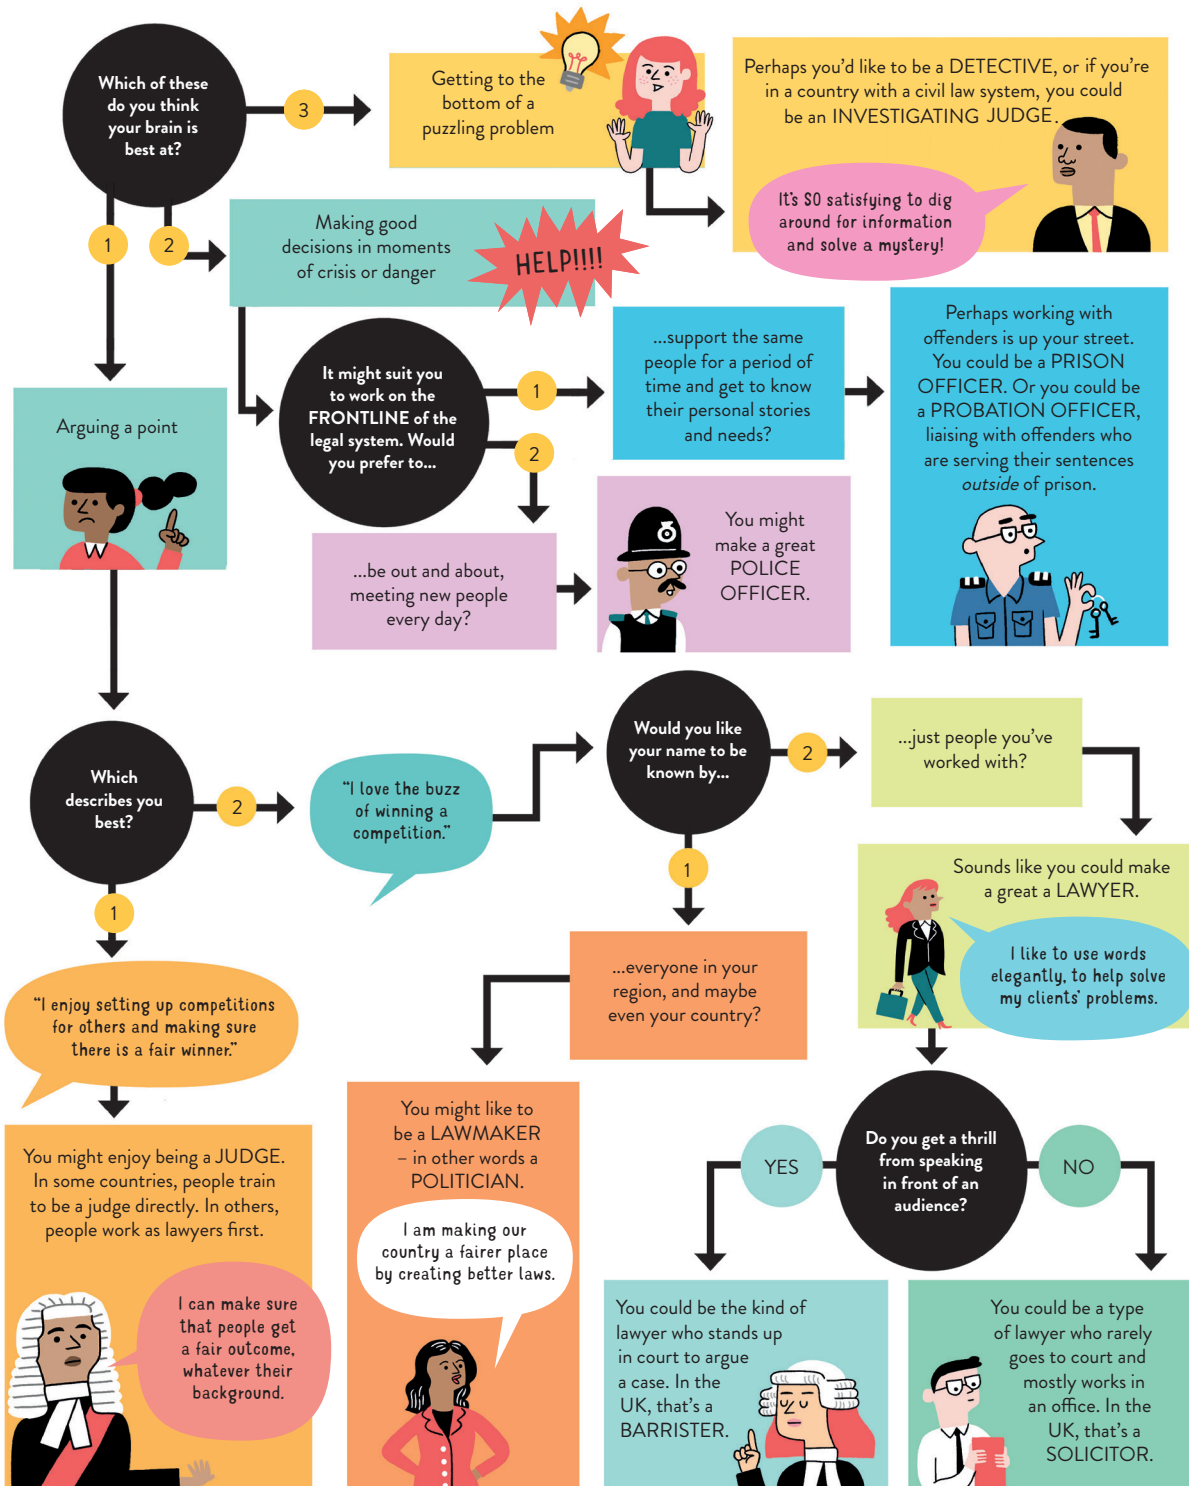 Which of these
do you think
your brain is
best at?
3
Getting to the
bottom of a
puzzling problem
Perhaps you'd like to be a DETECTIVE, or if you're
in a country with a civil law system, you could
be an INVESTIGATING JUDGE.
It's SO satisfying to dig
around for information
and solve a mystery!
1
2
Making good
decisions in moments
of crisis or danger
HELP!!!!
It might suit you
to work on the
FRONTLINE of the
legal system. Would
you prefer to...
1
...support the same
people for a period of
time and get to know
their personal stories
and needs?
Perhaps working with
offenders is up your street.
You could be a PRISON
OFFICER. Or you could be
a PROBATION OFFICER,
liaising with offenders who
are serving their sentences
outside of prison.
2
...be out and about,
meeting new people
every day?
You might
make a great
POLICE
OFFICER.
Arguing a point
Which
describes you
best?
2
"I love the buzz
of winning a
competition."
Would you like
your name to be
known by...
2
...just people you've
worked with?
Sounds like you could make
a great a LAWYER.
I like to use words
elegantly, to help solve
my clients' problems.
1
...everyone in your
region, and maybe
even your country?
1
"I enjoy setting up competitions
for others and making sure
there is a fair winner."
You might enjoy being a JUDGE.
In some countries, people train
to be a judge directly. In others,
people work as lawyers first.
I can make sure
that people get
a fair outcome,
whatever their
background.
You might like to
be a LAWMAKER
– in other words a
POLITICIAN.
I am making our
country a fairer place
by creating better laws.
Do you get a thrill
from speaking
in front of an
audience?
YES
NO
You could be the kind of
lawyer who stands up
in court to argue
a case. In the
UK, that's a
BARRISTER.
You could be a type
of lawyer who rarely
goes to court and
mostly works in
an office. In the
UK, that's a
SOLICITOR.